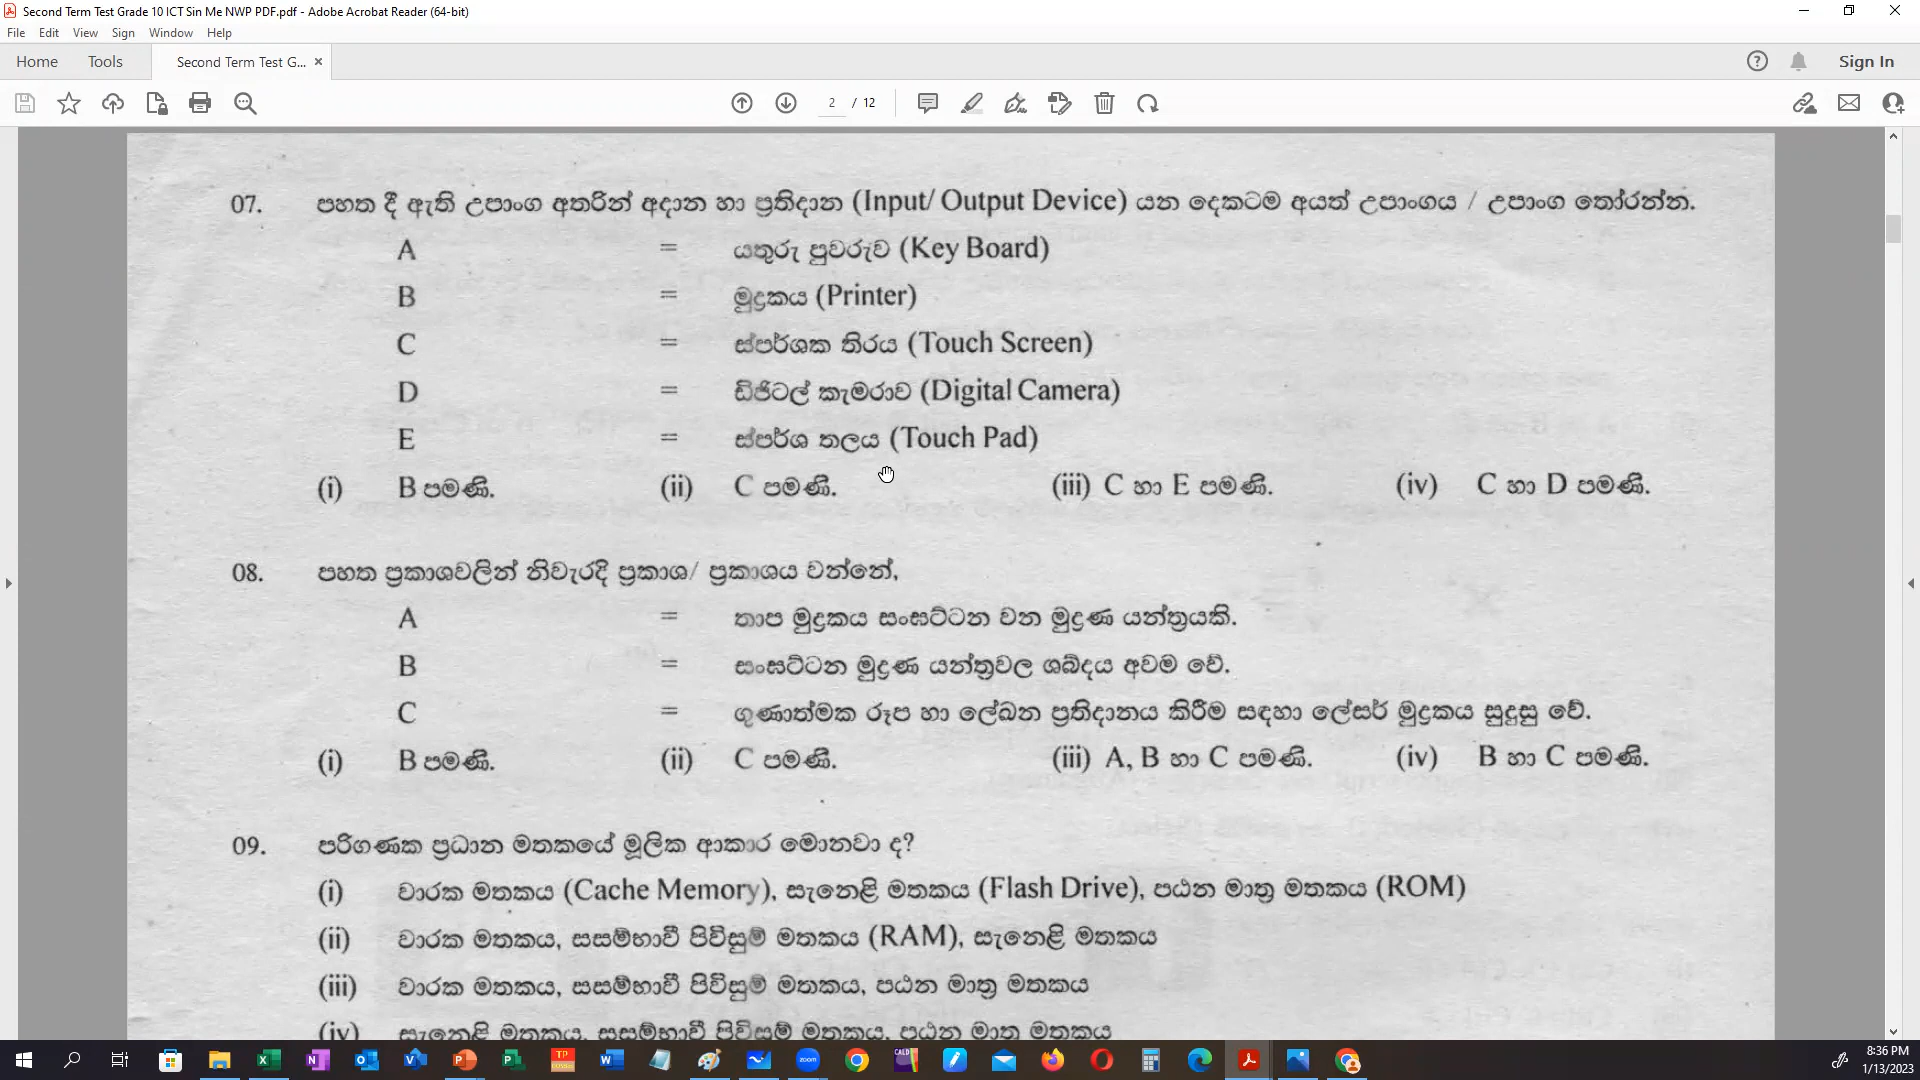 Second Term Test Grade 10 ICT Sin Me NWP PDF.pdf - Adobe Acrobat Reader (64-bit)
File Edit View Sign Window Help
Home Tools Second Term Test G... × Sign In
2 / 12
07. පහත දී ඇති උපාංග අතරින් අදාන හා ප්‍රතිදාන (Input/ Output Device) යන දෙකටම අයත් උපාංගය / උපාංග තෝරන්න.
A = යතුරු පුවරුව (Key Board)
B = මුද්‍රකය (Printer)
C = ස්පර්ශක තිරය (Touch Screen)
D = ඩිජිටල් කැමරාව (Digital Camera)
E = ස්පර්ශ තලය (Touch Pad)
(i) B පමණි. (ii) C පමණි. (iii) C හා E පමණි. (iv) C හා D පමණි.
08. පහත ප්‍රකාශවලින් නිවැරදි ප්‍රකාශ/ ප්‍රකාශය වන්නේ,
A = තාප මුද්‍රකය සංඝට්ටන වන මුද්‍රණ යන්ත්‍රයකි.
B = සංඝට්ටන මුද්‍රණ යන්ත්‍රවල ශබ්දය අවම වේ.
C = ගුණාත්මක රූප හා ලේඛන ප්‍රතිදානය කිරීම සඳහා ලේසර් මුද්‍රකය සුදුසු වේ.
(i) B පමණි. (ii) C පමණි. (iii) A, B හා C පමණි. (iv) B හා C පමණි.
09. පරිගණක ප්‍රධාන මතකයේ මූලික ආකාර මොනවා ද?
(i) වාරක මතකය (Cache Memory), සැනෙළි මතකය (Flash Drive), පඨන මාත්‍ර මතකය (ROM)
(ii) වාරක මතකය, සසම්භාවී පිවිසුම් මතකය (RAM), සැනෙළි මතකය
(iii) වාරක මතකය, සසම්භාවී පිවිසුම් මතකය, පඨන මාත්‍ර මතකය
(iv) සැනෙළි මතකය, සසම්භාවී පිවිසුම් මතකය, පඨන මාත්‍ර මතකය
8:36 PM
1/13/2023